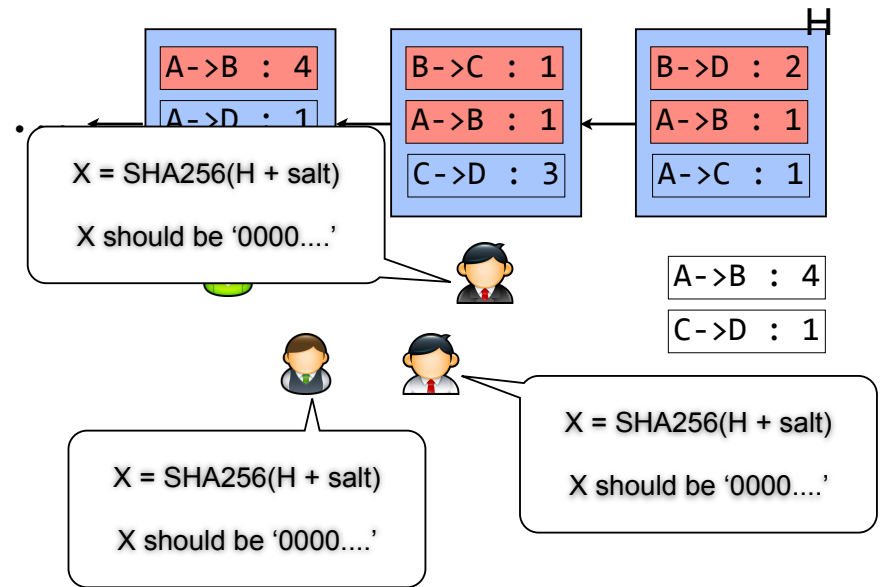 H
A->B : 4
A->D : 1
B->C : 1
A->B : 1
C->D : 3
B->D : 2
A->B : 1
A->C : 1
X = SHA256(H + salt)
X should be ‘0000....’
A->B : 4
C->D : 1
X = SHA256(H + salt)
X should be ‘0000....’
X = SHA256(H + salt)
X should be ‘0000....’